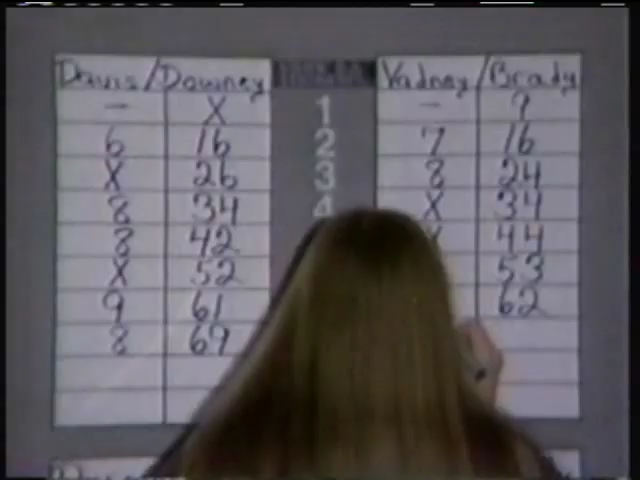 Davis/Downey Vadney/Brady
– X 1 – 9
6 16 2 7 16
X 26 3 8 24
8 34 4 X 34
8 42 X 44
X 52 53
9 61 62
8 69